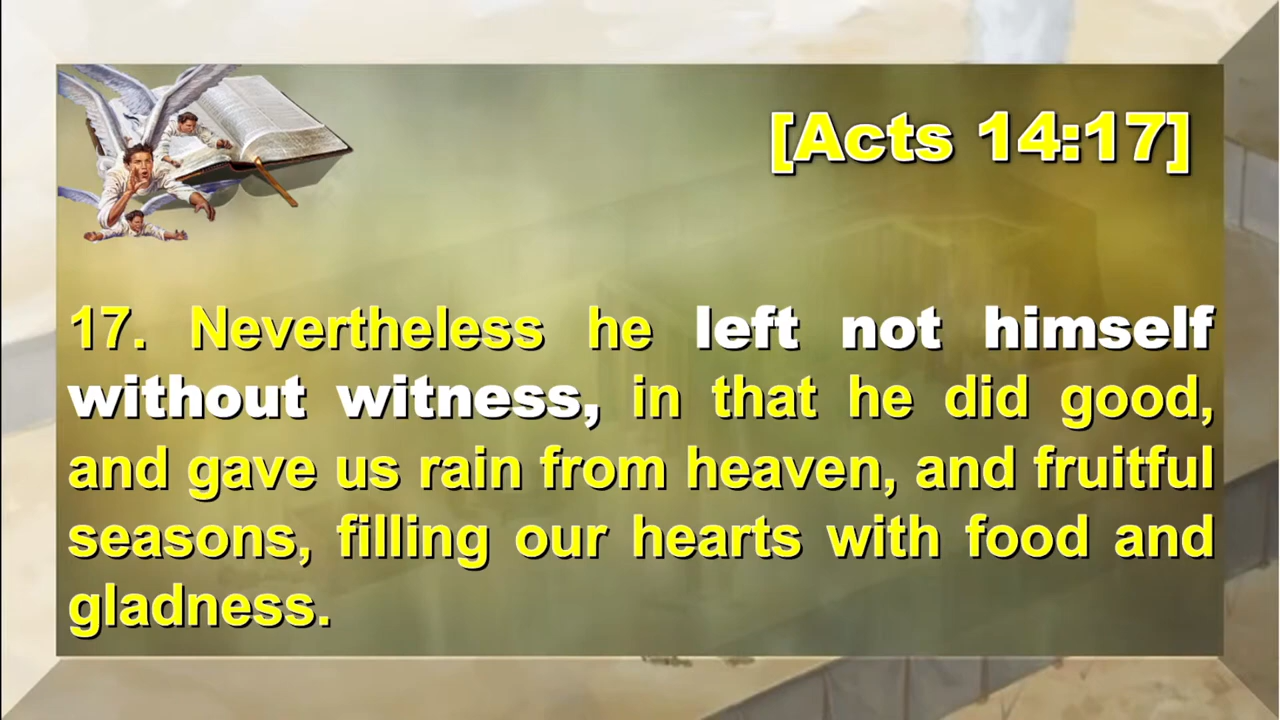 [Acts 14:17]
17. Nevertheless he left not himself
without witness, in that he did good,
and gave us rain from heaven, and fruitful
seasons, filling our hearts with food and
gladness.